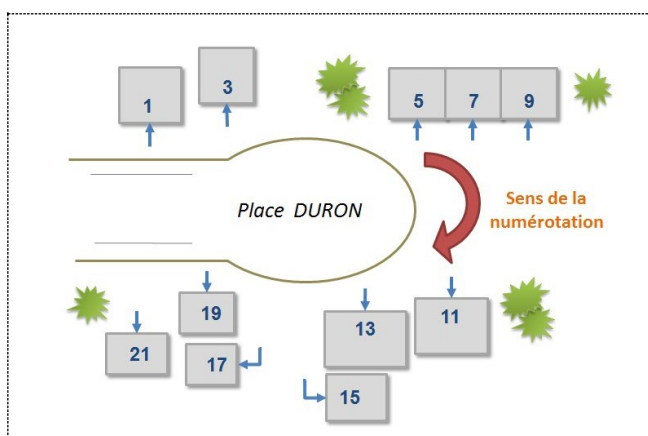 1
3
5 7 9
Place DURON
Sens de la
numérotation
19
13
11
21
17
15